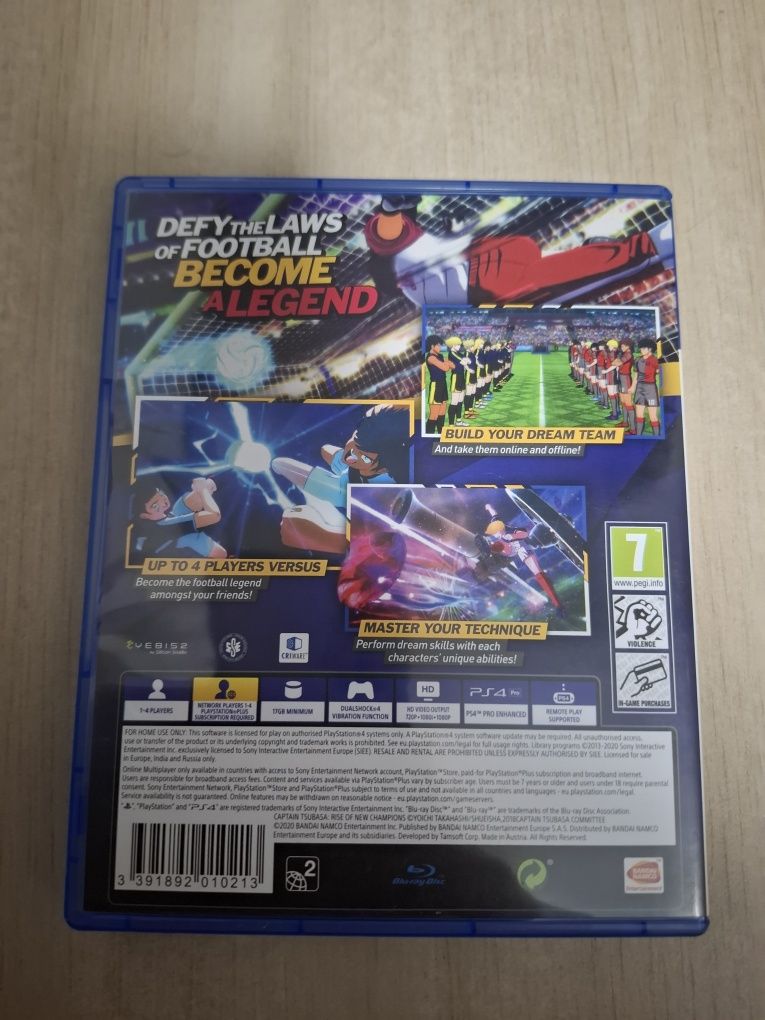 DEFY THE LAWS
OF FOOTBALL
BECOME
A LEGEND
BUILD YOUR DREAM TEAM
And take them online and offline!
UP TO 4 PLAYERS VERSUS
Become the football legend
amongst your friends!
MASTER YOUR TECHNIQUE
Perform dream skills with each
characters' unique abilities!
7
www.pegi.info
VIOLENCE
IN-GAME PURCHASES
YEBIS 2
CRIWARE
1-4 PLAYERS
NETWORK PLAYERS 1-4
PLAYSTATION®PLUS
SUBSCRIPTION REQUIRED
17GB MINIMUM
DUALSHOCK®4
VIBRATION FUNCTION
HD
HD VIDEO OUTPUT
720P•1080i•1080P
PS4 Pro
PS4™ PRO ENHANCED
PS4
REMOTE PLAY
SUPPORTED
FOR HOME USE ONLY: This software is licensed for play on authorised PlayStation®4 systems only. A PlayStation®4 system software update may be required. All unauthorised access,
use or transfer of the product or its underlying copyright and trademark works is prohibited. See eu.playstation.com/legal for full usage rights. Library programs ©2013-2020 Sony Interactive
Entertainment Inc. exclusively licensed to Sony Interactive Entertainment Europe (SIEE). RESALE AND RENTAL ARE PROHIBITED UNLESS EXPRESSLY AUTHORISED BY SIEE. Licensed for sale
in Europe, India and Russia only.
Online Multiplayer only available in countries with access to Sony Entertainment Network account, PlayStation™Store, paid-for PlayStation®Plus subscription and broadband internet.
Users are responsible for broadband access fees. Content and services available via PlayStation®Plus vary by subscriber age. Users must be 7 years or older and users under 18 require parental
consent. Sony Entertainment Network, PlayStation™Store and PlayStation®Plus subject to terms of use and not available in all countries and languages - eu.playstation.com/legal.
Service availability is not guaranteed. Online features may be withdrawn on reasonable notice - eu.playstation.com/gameservers.
"PlayStation" and "PS4" are registered trademarks of Sony Interactive Entertainment Inc. "Blu-ray Disc™" and "Blu-ray™" are trademarks of the Blu-ray Disc Association.
CAPTAIN TSUBASA: RISE OF NEW CHAMPIONS ©YOICHI TAKAHASHI/SHUEISHA,2018CAPTAIN TSUBASA COMMITTEE
©2020 BANDAI NAMCO Entertainment Inc. Published by BANDAI NAMCO Entertainment Europe S.A.S. Distributed by BANDAI NAMCO
Entertainment Europe and its subsidiaries. Developed by Tamsoft Corp. Made in Austria. All Rights Reserved.
3 391892 010213
2
Blu-ray Disc
BANDAI
NAMCO
Entertainment